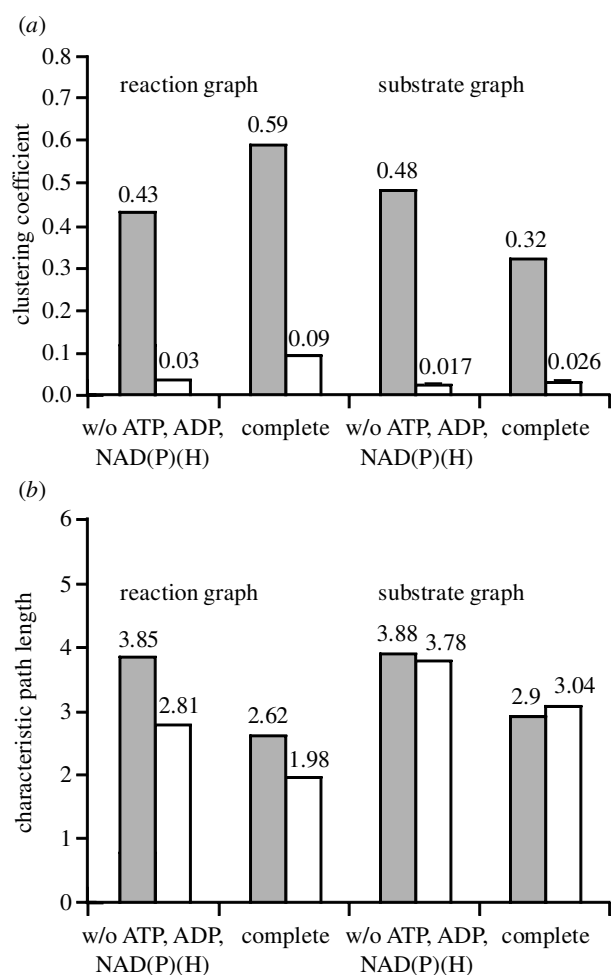 (a)
0.8
0.7
0.6
0.5
0.4
0.3
0.2
0.1
0.0
clustering coefficient
reaction graph
substrate graph
0.43
0.03
0.59
0.09
0.48
0.017
0.32
0.026
w/o ATP, ADP,
NAD(P)(H)
complete
w/o ATP, ADP,
NAD(P)(H)
complete
(b)
6
5
4
3
2
1
0
characteristic path length
reaction graph
substrate graph
3.85
2.81
2.62
1.98
3.88
3.78
2.9
3.04
w/o ATP, ADP,
NAD(P)(H)
complete
w/o ATP, ADP,
NAD(P)(H)
complete